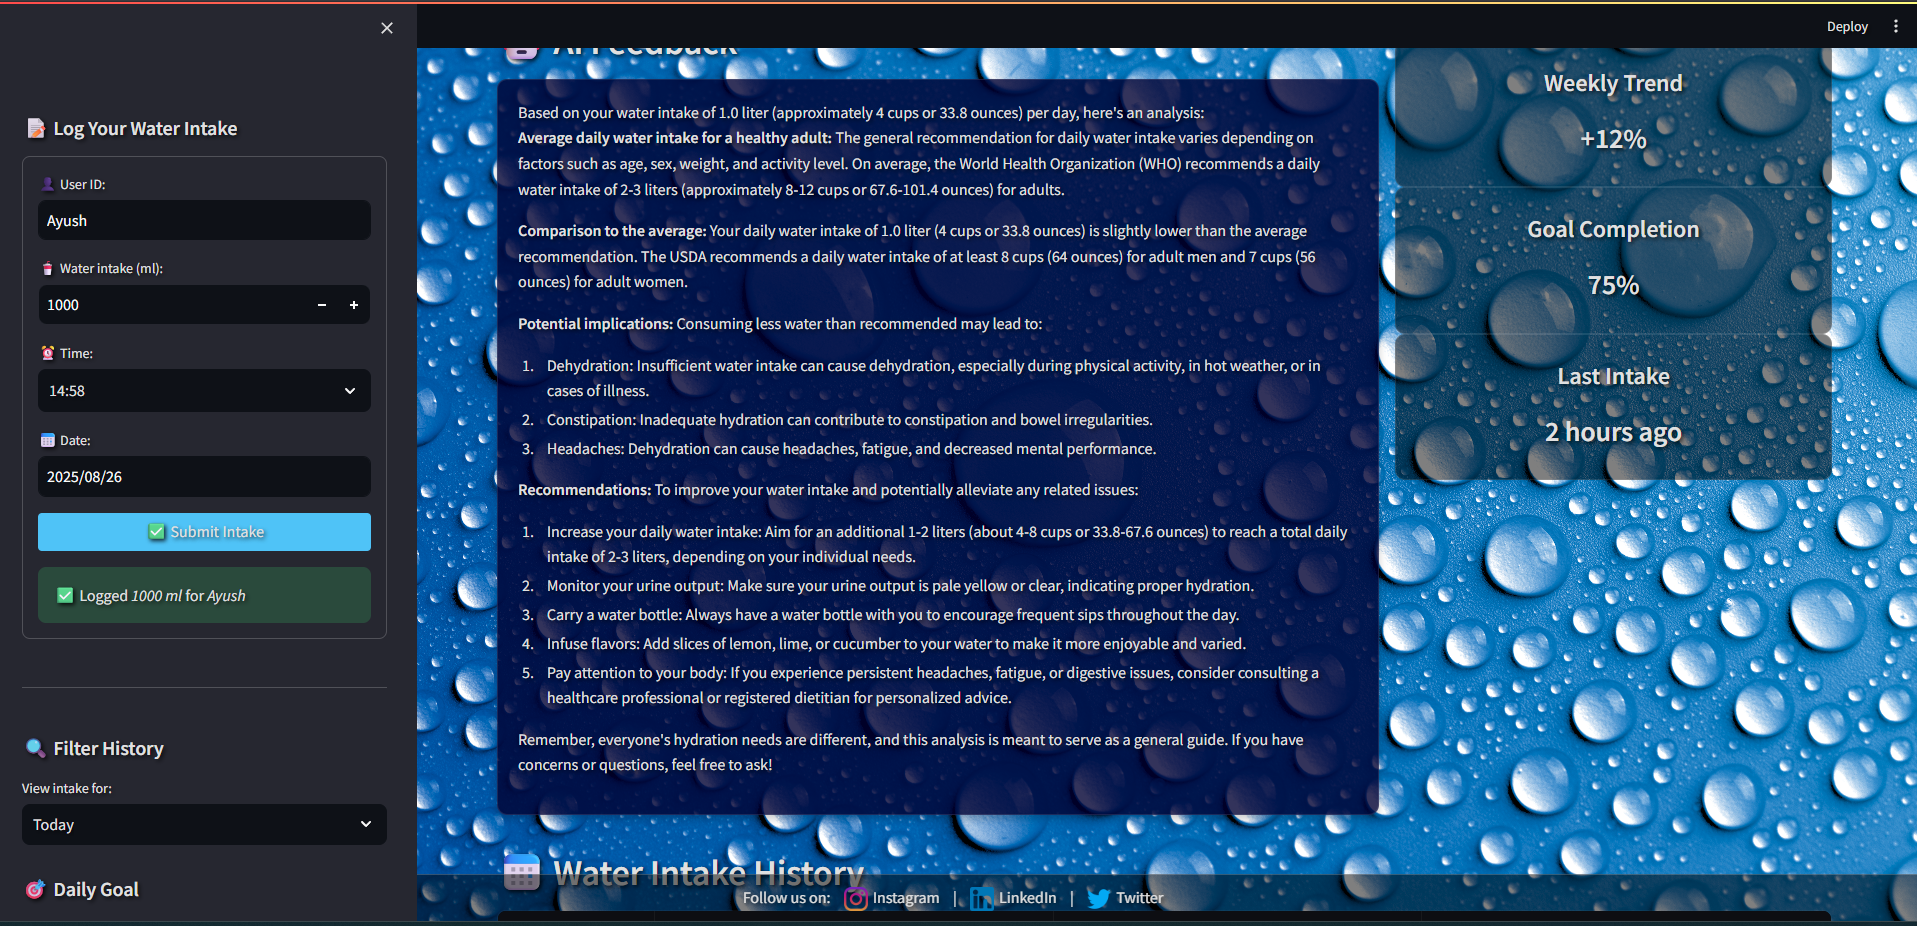 Deploy
Log Your Water Intake
User ID:
Ayush
Water intake (ml):
1000
Time:
14:58
Date:
2025/08/26
Submit Intake
Logged 1000 ml for Ayush
Filter History
View intake for:
Today
Daily Goal
AI Feedback
Based on your water intake of 1.0 liter (approximately 4 cups or 33.8 ounces) per day, here's an analysis:
Average daily water intake for a healthy adult: The general recommendation for daily water intake varies depending on
factors such as age, sex, weight, and activity level. On average, the World Health Organization (WHO) recommends a daily
water intake of 2-3 liters (approximately 8-12 cups or 67.6-101.4 ounces) for adults.
Comparison to the average: Your daily water intake of 1.0 liter (4 cups or 33.8 ounces) is slightly lower than the average
recommendation. The USDA recommends a daily water intake of at least 8 cups (64 ounces) for adult men and 7 cups (56
ounces) for adult women.
Potential implications: Consuming less water than recommended may lead to:
1. Dehydration: Insufficient water intake can cause dehydration, especially during physical activity, in hot weather, or in
cases of illness.
2. Constipation: Inadequate hydration can contribute to constipation and bowel irregularities.
3. Headaches: Dehydration can cause headaches, fatigue, and decreased mental performance.
Recommendations: To improve your water intake and potentially alleviate any related issues:
1. Increase your daily water intake: Aim for an additional 1-2 liters (about 4-8 cups or 33.8-67.6 ounces) to reach a total daily
intake of 2-3 liters, depending on your individual needs.
2. Monitor your urine output: Make sure your urine output is pale yellow or clear, indicating proper hydration.
3. Carry a water bottle: Always have a water bottle with you to encourage frequent sips throughout the day.
4. Infuse flavors: Add slices of lemon, lime, or cucumber to your water to make it more enjoyable and varied.
5. Pay attention to your body: If you experience persistent headaches, fatigue, or digestive issues, consider consulting a
healthcare professional or registered dietitian for personalized advice.
Remember, everyone's hydration needs are different, and this analysis is meant to serve as a general guide. If you have
concerns or questions, feel free to ask!
Weekly Trend
+12%
Goal Completion
75%
Last Intake
2 hours ago
Water Intake History
Follow us on: Instagram | LinkedIn | Twitter